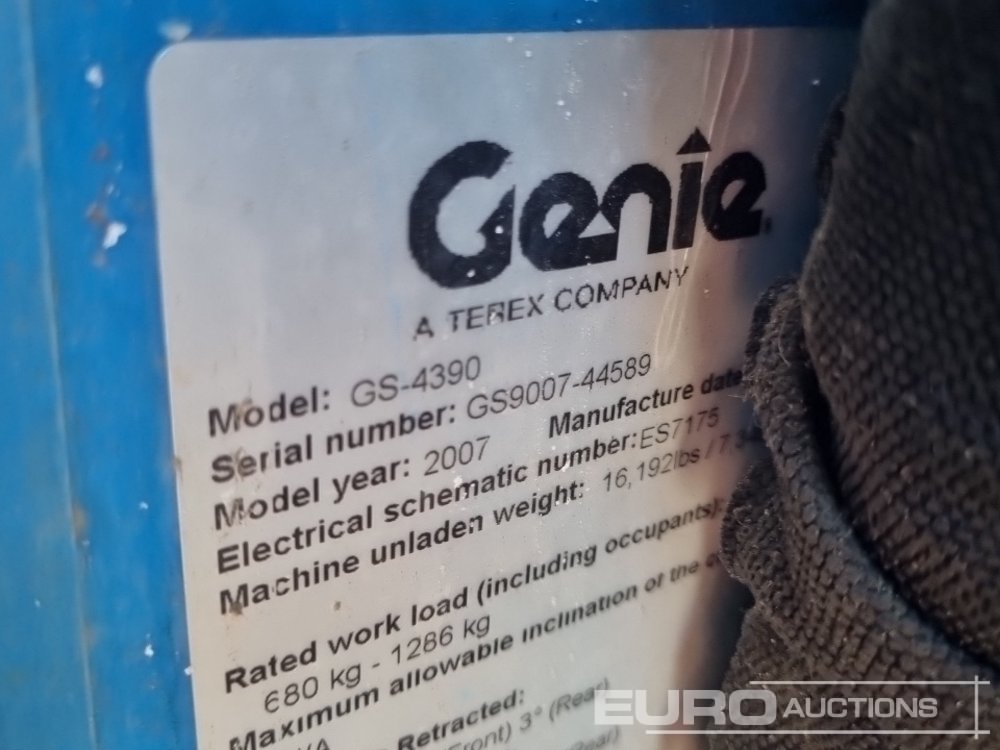 Genie
A TEREX COMPANY
Model: GS-4390
Serial number: GS9007-44589
Model year: 2007 Manufacture date
Electrical schematic number: ES7175
Machine unladen weight: 16,192lbs / 7,3
Rated work load (including occupants):
680 kg - 1286 kg
Maximum allowable inclination of the
Retracted:
Front) 3° (Rear)
EURO AUCTIONS